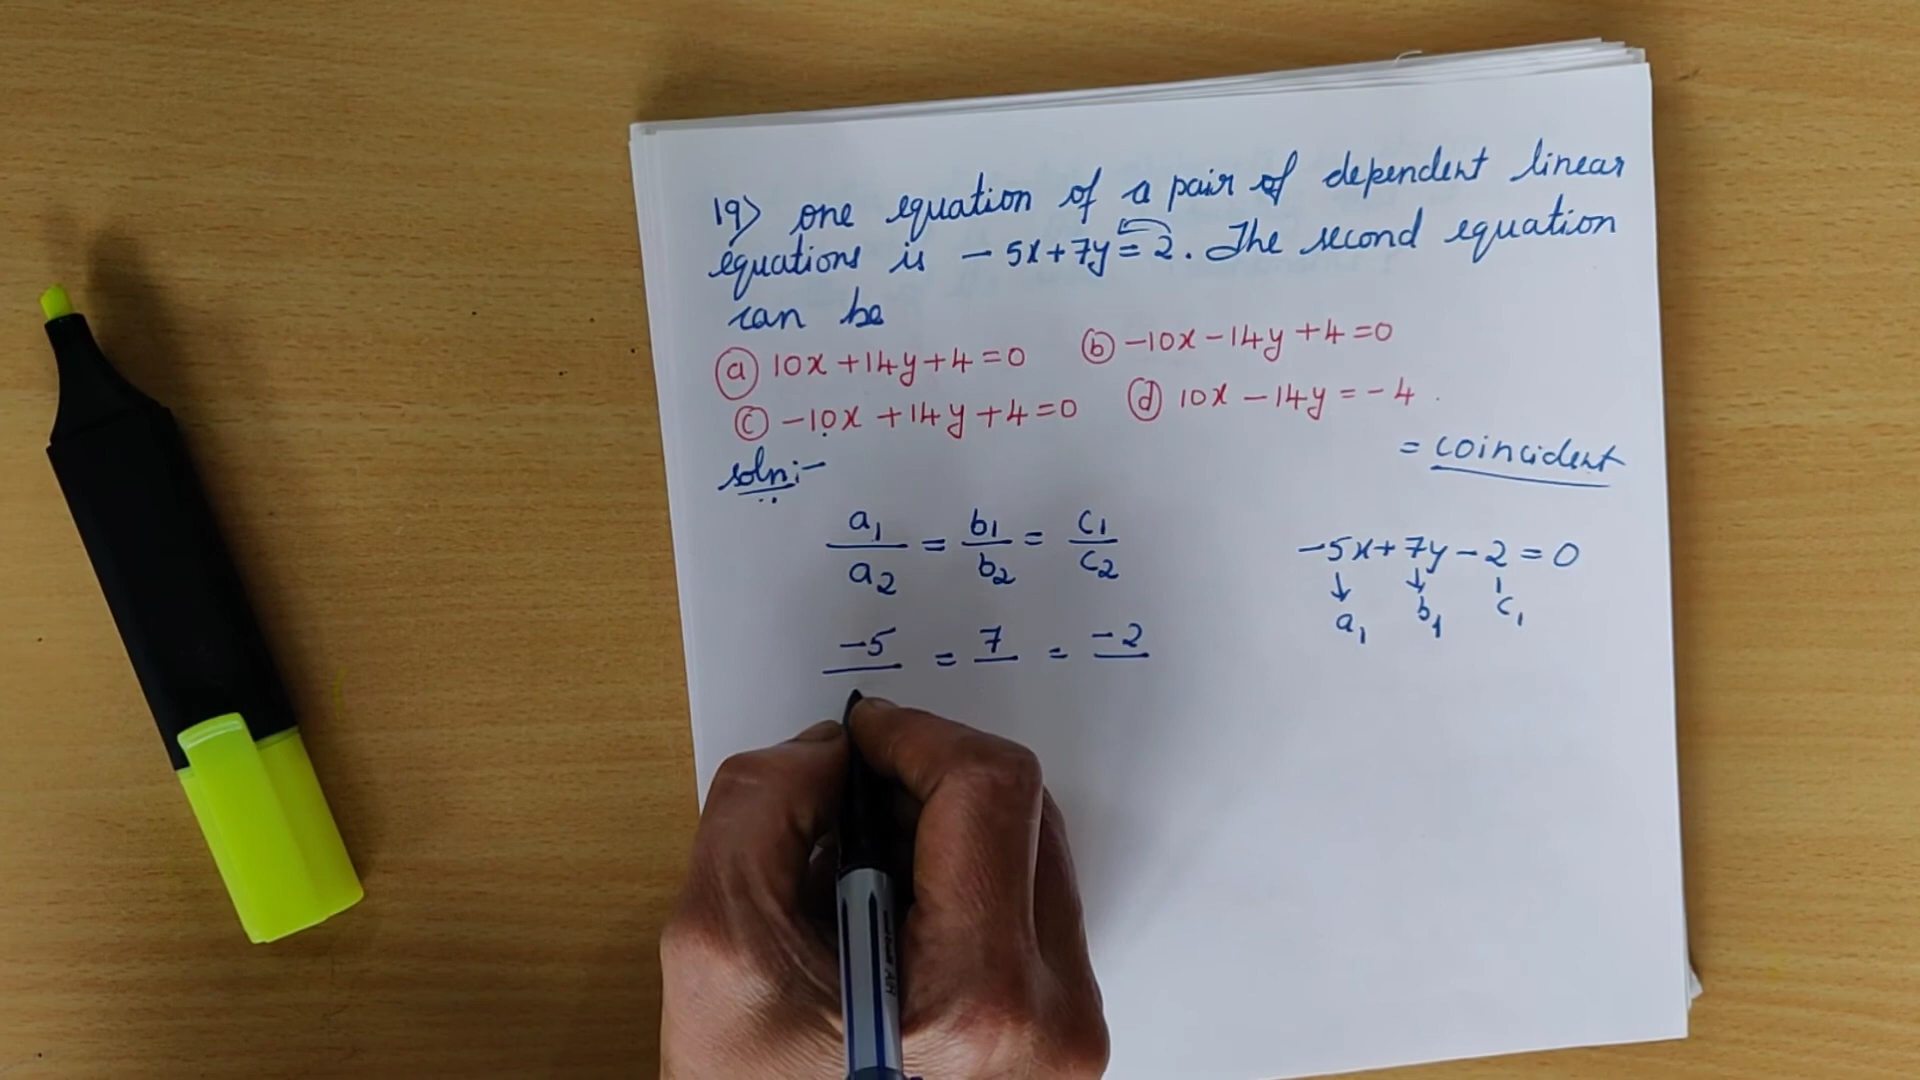 19) one equation of a pair of dependent linear
equations is - 5x+7y = 2. The second equation
can be
(a) 10x +14y+4=0 (b) -10x-14y+4=0
(c) -10x +14y+4=0 (d) 10x -14y = -4.
= coincident
soln:-
a1/a2 = b1/b2 = c1/c2
-5x+7y-2=0
a1 b1 c1
-5/ = 7/ = -2/